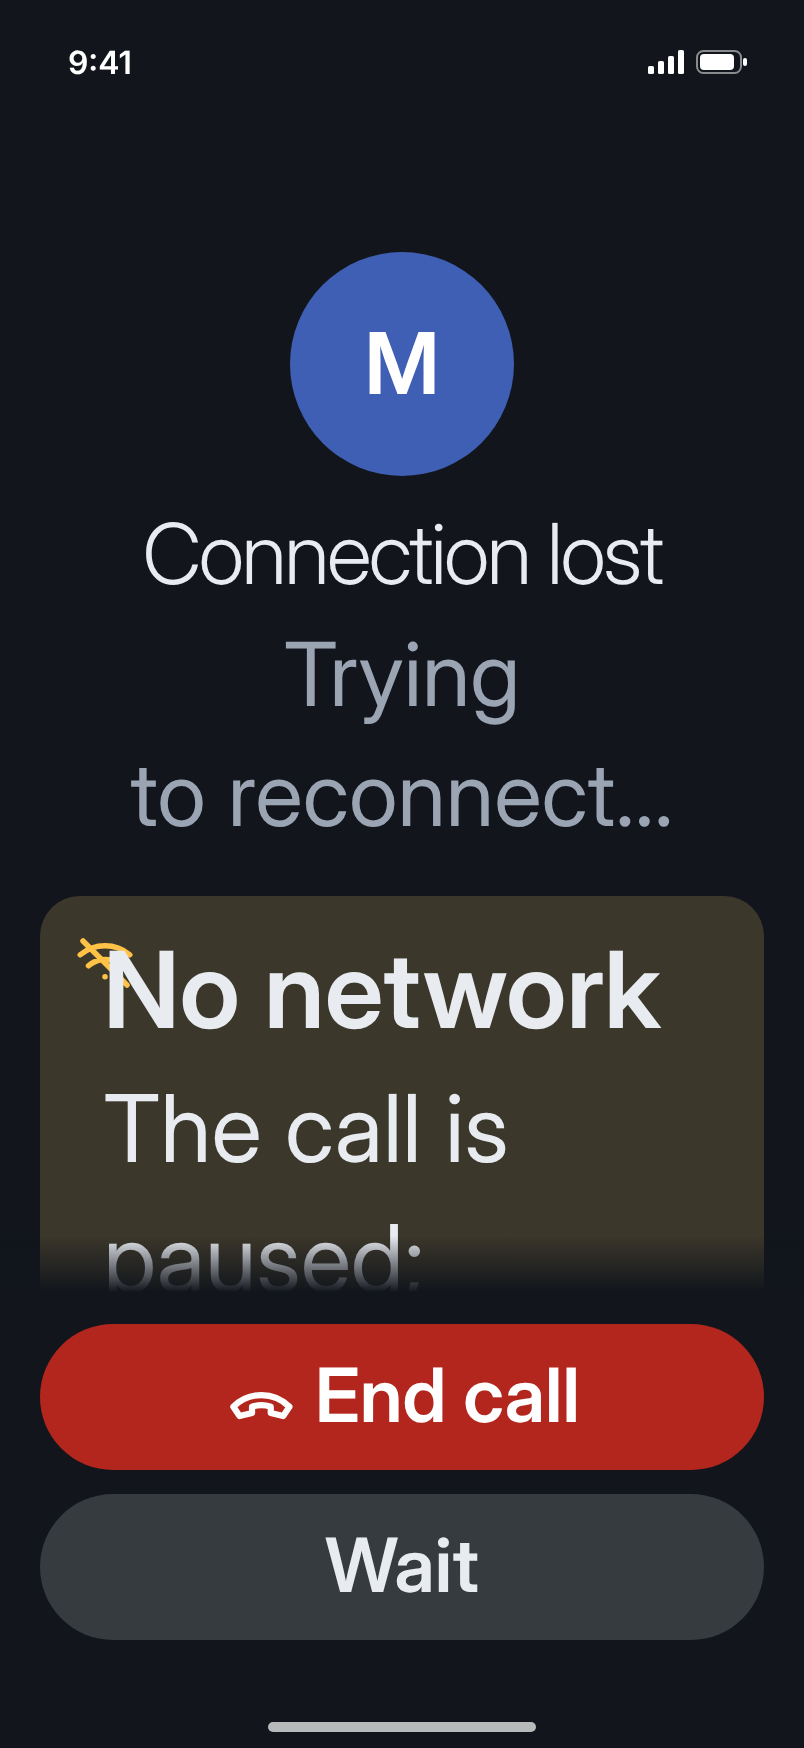 9:41
M
Connection lost
Trying
to reconnect...
No network
The call is
paused;
End call
Wait